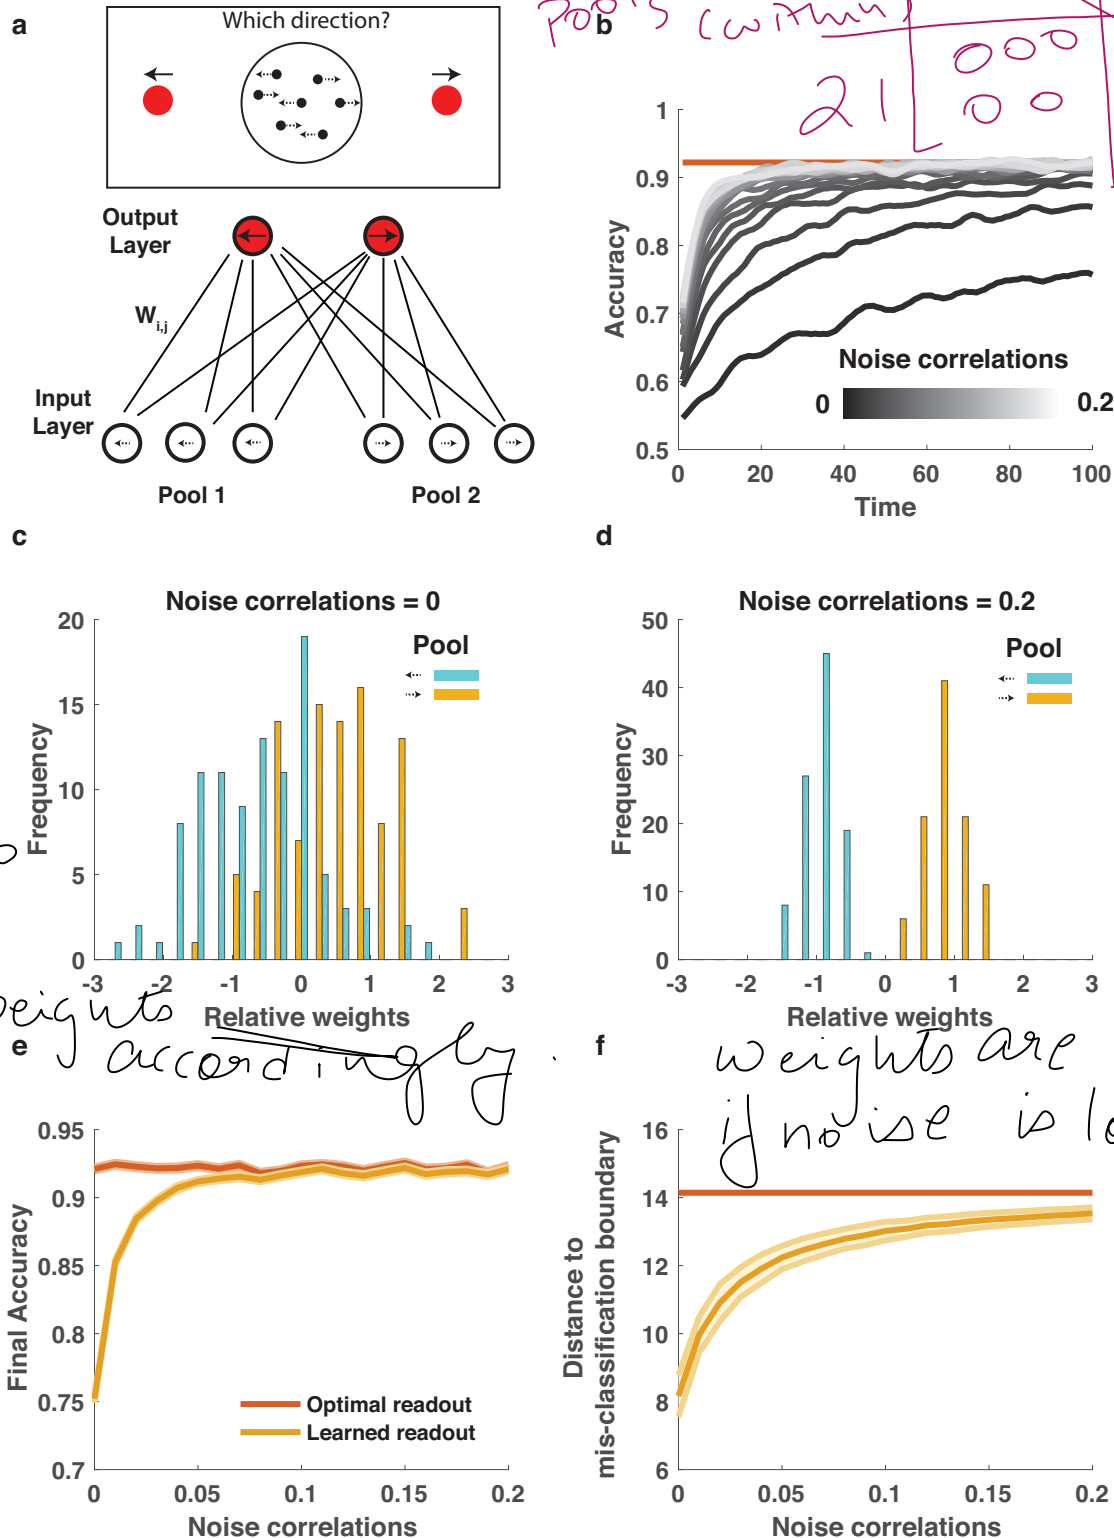 a
Which direction?
Output
Layer
W i,j
Input
Layer
Pool 1
Pool 2
pools (within
21
b
1
0.9
0.8
0.7
0.6
0.5
Accuracy
Noise correlations
0
0.2
0
20
40
60
80
100
Time
c
Noise correlations = 0
Pool
20
15
10
5
0
Frequency
-3
-2
-1
0
1
2
3
Relative weights
d
Noise correlations = 0.2
Pool
50
40
30
20
10
0
Frequency
-3
-2
-1
0
1
2
3
Relative weights
weights
accordingly.
weights are
if noise is
e
0.95
0.9
0.85
0.8
0.75
0.7
Final Accuracy
Optimal readout
Learned readout
0
0.05
0.1
0.15
0.2
Noise correlations
f
16
14
12
10
8
6
Distance to
mis-classification boundary
0
0.05
0.1
0.15
0.2
Noise correlations